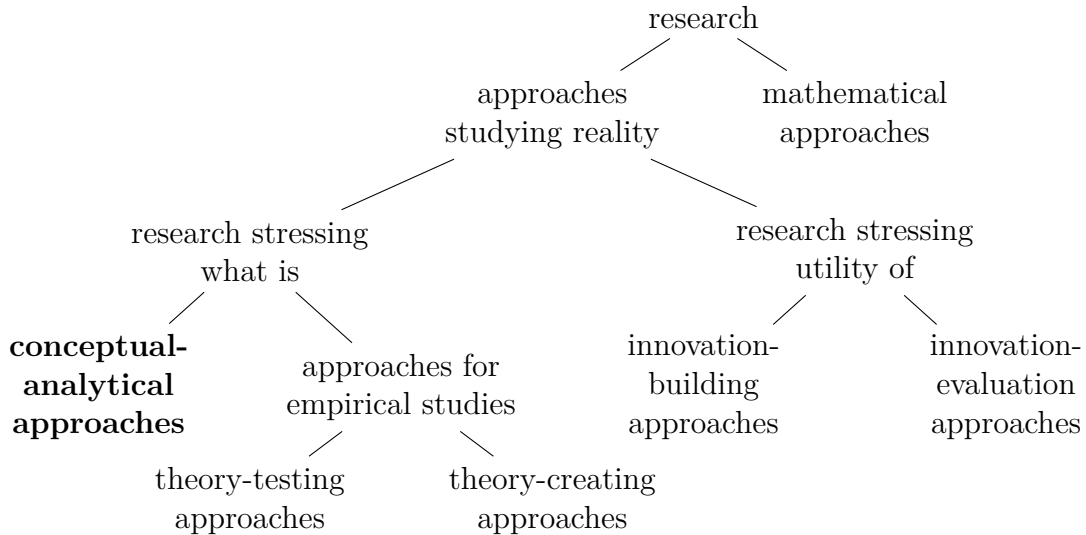 research
approaches
studying reality
mathematical
approaches
research stressing
what is
research stressing
utility of
conceptual-
analytical
approaches
approaches for
empirical studies
innovation-
building
approaches
innovation-
evaluation
approaches
theory-testing
approaches
theory-creating
approaches